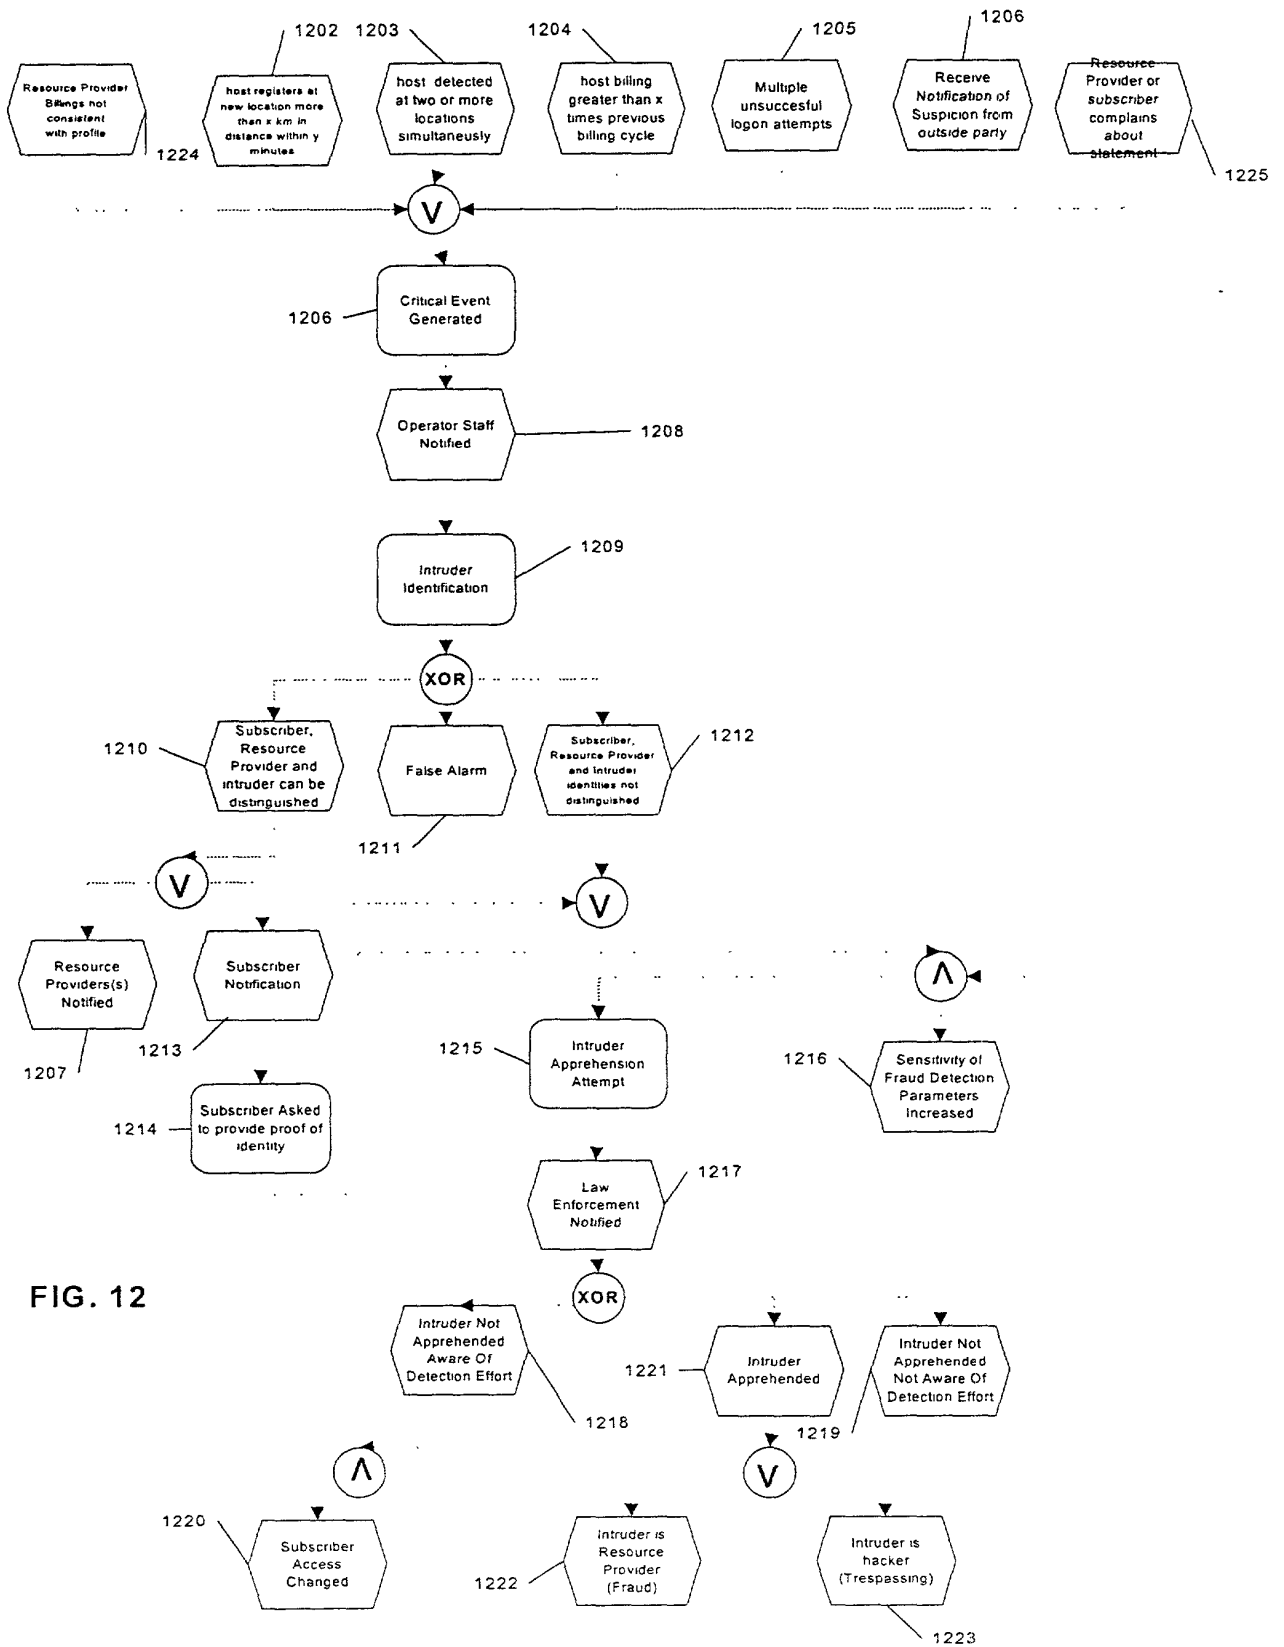 1202
1203
1204
1205
1206
Resource Provider
Billings not
consistent
with profile
1224
host registers at
new location more
than x km in
distance within y
minutes
host detected
at two or more
locations
simultaneously
host billing
greater than x
times previous
billing cycle
Multiple
unsuccesful
logon attempts
Receive
Notification of
Suspicion from
outside party
Resource
Provider or
subscriber
complains
about
statement
1225
V
1206
Critical Event
Generated
Operator Staff
Notified
1208
1209
Intruder
Identification
XOR
1210
Subscriber,
Resource
Provider and
intruder can be
distinguished
False Alarm
1211
Subscriber,
Resource Provider
and Intruder
identities not
distinguished
1212
V
V
Resource
Providers(s)
Notified
1207
Subscriber
Notification
1213
Λ
1215
Intruder
Apprehension
Attempt
1216
Sensitivity of
Fraud Detection
Parameters
Increased
1214
Subscriber Asked
to provide proof of
identity
Law
Enforcement
Notified
1217
FIG. 12
XOR
Intruder Not
Apprehended
Aware Of
Detection Effort
1218
1221
Intruder
Apprehended
Intruder Not
Apprehended
Not Aware Of
Detection Effort
1219
Λ
V
1220
Subscriber
Access
Changed
1222
Intruder is
Resource
Provider
(Fraud)
Intruder is
hacker
(Trespassing)
1223